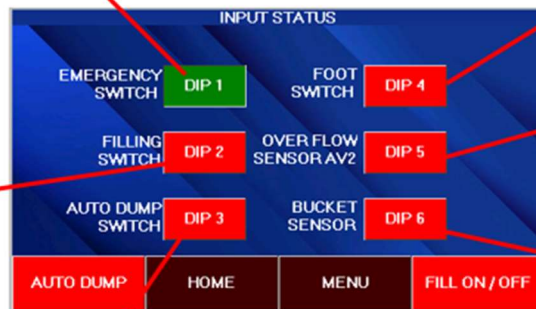 INPUT STATUS
EMERGENCY
SWITCH
DIP 1
FOOT
SWITCH
DIP 4
FILLING
SWITCH
DIP 2
OVER FLOW
SENSOR AV2
DIP 5
AUTO DUMP
SWITCH
DIP 3
BUCKET
SENSOR
DIP 6
AUTO DUMP
HOME
MENU
FILL ON / OFF